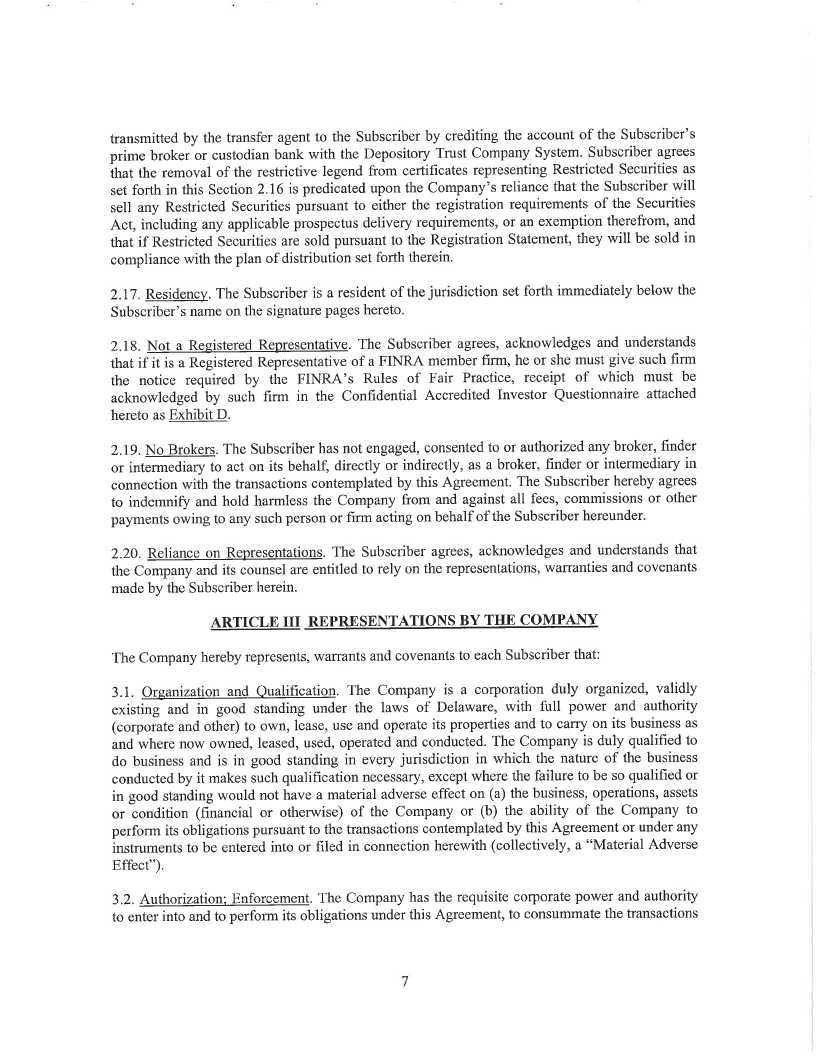 transmitted by the transfer agent to the Subscriber by crediting the account of the Subscriber's
prime broker or custodian bank with the Depository Trust Company System. Subscriber agrees
that the removal of the restrictive legend from certificates representing Restricted Securities as
set forth in this Section 2.16 is predicated upon the Company's reliance that the Subscriber will
sell any Restricted Securities pursuant to either the registration requirements of the Securities
Act, including any applicable prospectus delivery requirements, or an exemption therefrom, and
that if Restricted Securities are sold pursuant to the Registration Statement, they will be sold in
compliance with the plan of distribution set forth therein.
2.17. Residency. The Subscriber is a resident of the jurisdiction set forth immediately below the
Subscriber's name on the signature pages hereto.
2.18. Not a Registered Representative. The Subscriber agrees, acknowledges and understands
that if it is a Registered Representative of a FINRA member firm, he or she must give such firm
the notice required by the FINRA's Rules of Fair Practice, receipt of which must be
acknowledged by such firm in the Confidential Accredited Investor Questionnaire attached
hereto as Exhibit D.
2.19. No Brokers. The Subscriber has not engaged, consented to or authorized any broker, finder
or intermediary to act on its behalf, directly or indirectly, as a broker, finder or intermediary in
connection with the transactions contemplated by this Agreement. The Subscriber hereby agrees
to indemnify and hold harmless the Company from and against all fees, commissions or other
payments owing to any such person or firm acting on behalf of the Subscriber hereunder.
2.20. Reliance on Representations. The Subscriber agrees, acknowledges and understands that
the Company and its counsel are entitled to rely on the representations, warranties and covenants
made by the Subscriber herein.
ARTICLE III REPRESENTATIONS BY THE COMPANY
The Company hereby represents, warrants and covenants to each Subscriber that:
3.1. Organization and Qualification. The Company is a corporation duly organized, validly
existing and in good standing under the laws of Delaware, with full power and authority
(corporate and other) to own, lease, use and operate its properties and to carry on its business as
and where now owned, leased, used, operated and conducted. The Company is duly qualified to
do business and is in good standing in every jurisdiction in which the nature of the business
conducted by it makes such qualification necessary, except where the failure to be so qualified or
in good standing would not have a material adverse effect on (a) the business, operations, assets
or condition (financial or otherwise) of the Company or (b) the ability of the Company to
perform its obligations pursuant to the transactions contemplated by this Agreement or under any
instruments to be entered into or filed in connection herewith (collectively, a “Material Adverse
Effect”).
3.2. Authorization; Enforcement. The Company has the requisite corporate power and authority
to enter into and to perform its obligations under this Agreement, to consummate the transactions
7